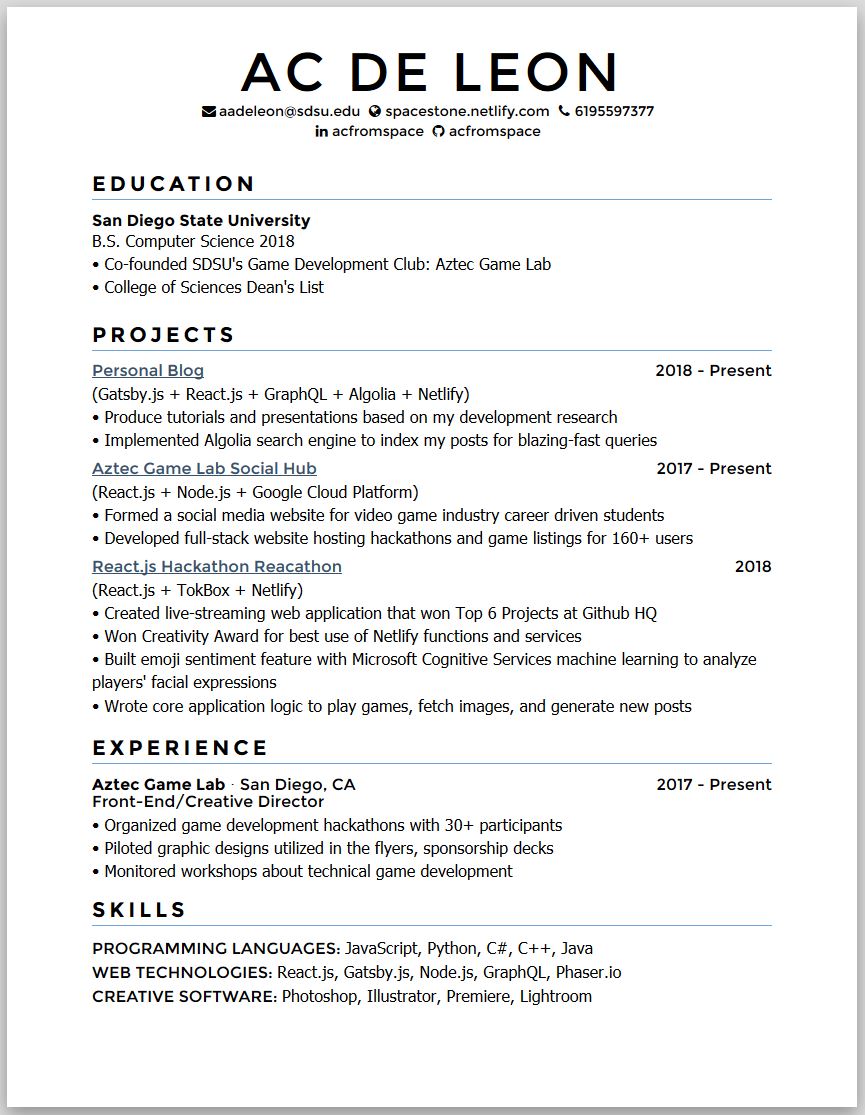 AC DE LEON
aadeleon@sdsu.edu spacestone.netlify.com 6195597377
in acfromspace acfromspace
EDUCATION
San Diego State University
B.S. Computer Science 2018
• Co-founded SDSU's Game Development Club: Aztec Game Lab
• College of Sciences Dean's List
PROJECTS
Personal Blog 2018 - Present
(Gatsby.js + React.js + GraphQL + Algolia + Netlify)
• Produce tutorials and presentations based on my development research
• Implemented Algolia search engine to index my posts for blazing-fast queries
Aztec Game Lab Social Hub 2017 - Present
(React.js + Node.js + Google Cloud Platform)
• Formed a social media website for video game industry career driven students
• Developed full-stack website hosting hackathons and game listings for 160+ users
React.js Hackathon Reacathon 2018
(React.js + TokBox + Netlify)
• Created live-streaming web application that won Top 6 Projects at Github HQ
• Won Creativity Award for best use of Netlify functions and services
• Built emoji sentiment feature with Microsoft Cognitive Services machine learning to analyze
players' facial expressions
• Wrote core application logic to play games, fetch images, and generate new posts
EXPERIENCE
Aztec Game Lab · San Diego, CA 2017 - Present
Front-End/Creative Director
• Organized game development hackathons with 30+ participants
• Piloted graphic designs utilized in the flyers, sponsorship decks
• Monitored workshops about technical game development
SKILLS
PROGRAMMING LANGUAGES: JavaScript, Python, C#, C++, Java
WEB TECHNOLOGIES: React.js, Gatsby.js, Node.js, GraphQL, Phaser.io
CREATIVE SOFTWARE: Photoshop, Illustrator, Premiere, Lightroom